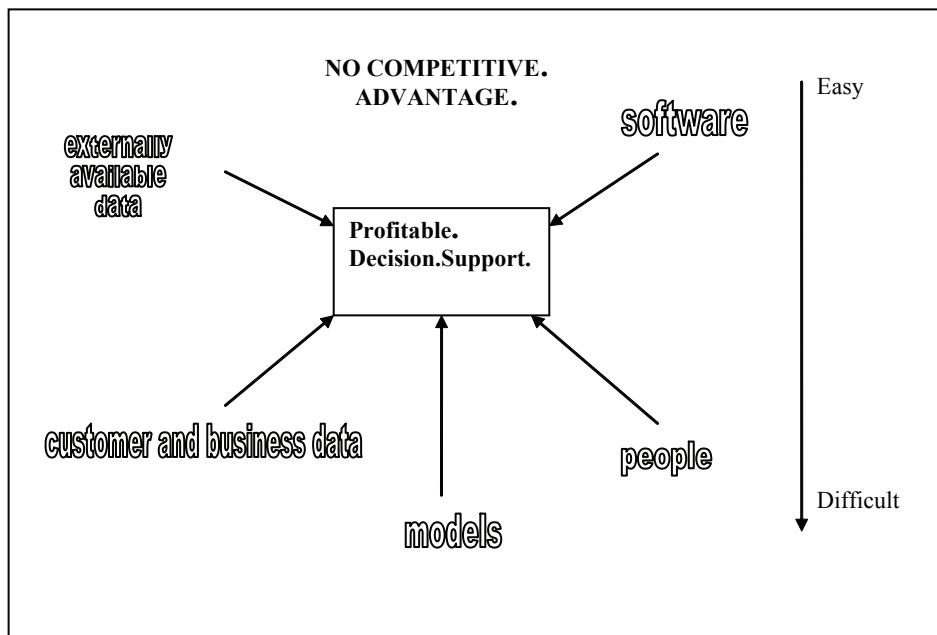 NO COMPETITIVE.
ADVANTAGE.
Easy
software
externally
available
data
Profitable.
Decision.Support.
customer and business data
people
models
Difficult